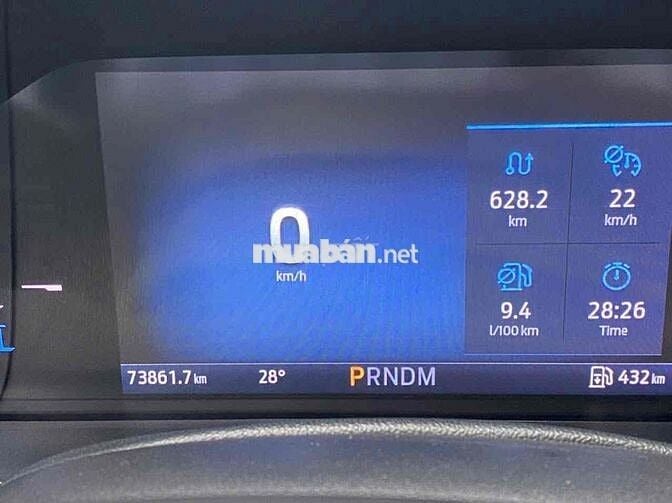 0
km/h
muabán.net
628.2
km
22
km/h
9.4
l/100 km
28:26
Time
73861.7 km
28°
PRNDM
432 km